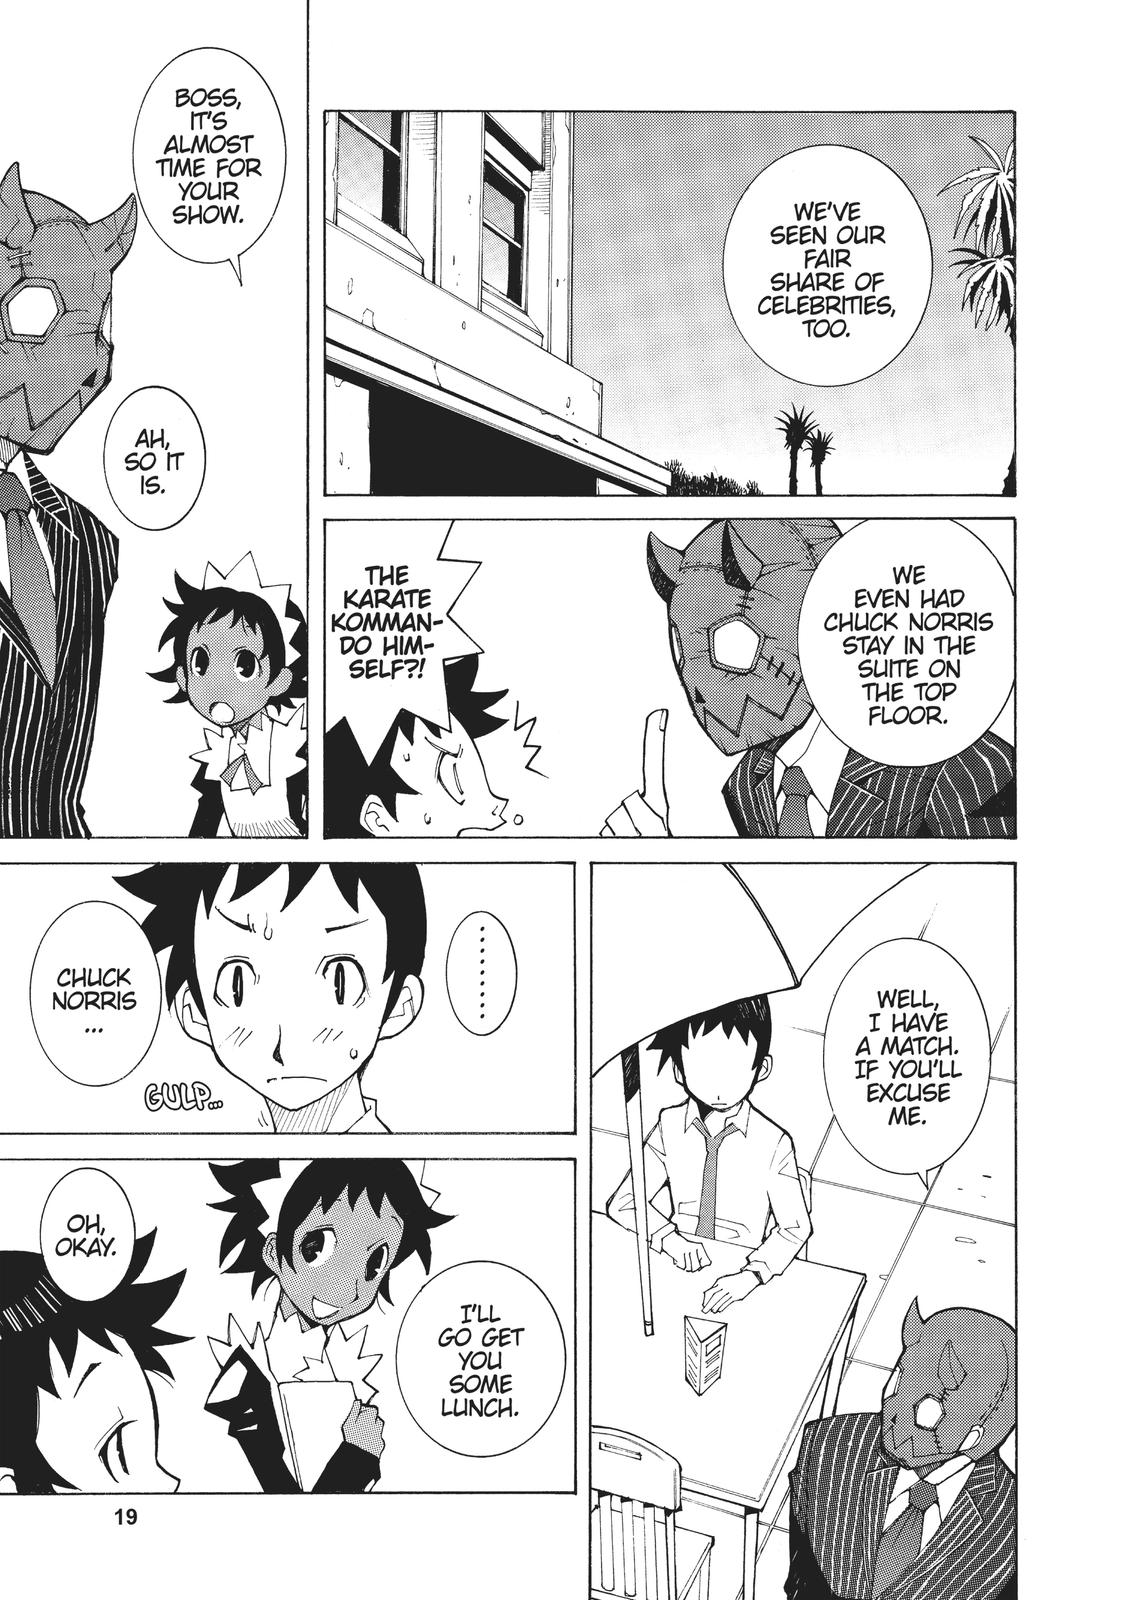 WE'VE
SEEN OUR
FAIR
SHARE OF
CELEBRITIES,
TOO.
WE
EVEN HAD
CHUCK NORRIS
STAY IN THE
SUITE ON
THE TOP
FLOOR.
THE
KARATE
KOMMAN-
DO HIM-
SELF?!
BOSS,
IT'S
ALMOST
TIME FOR
YOUR
SHOW.
AH,
SO IT
IS.
WELL,
I HAVE
A MATCH.
IF YOU'LL
EXCUSE
ME.
.........
CHUCK
NORRIS
...
GULP...
I'LL
GO GET
YOU
SOME
LUNCH.
OH,
OKAY.
19